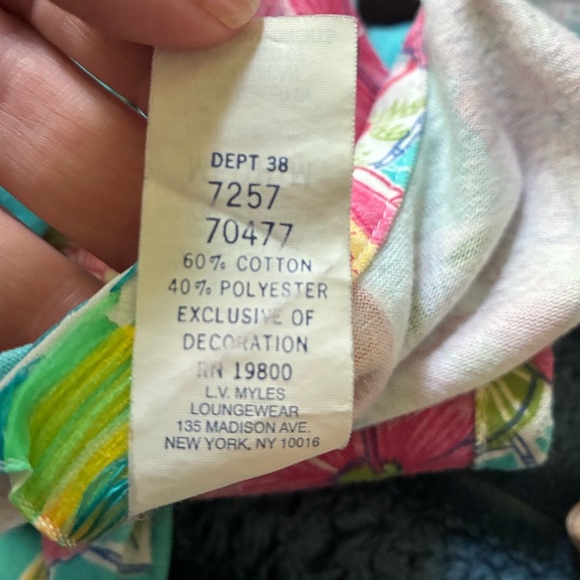 DEPT 38
7257
70477
60% COTTON
40% POLYESTER
EXCLUSIVE OF
DECORATION
RN 19800
L.V. MYLES
LOUNGEWEAR
135 MADISON AVE.
NEW YORK, NY 10016